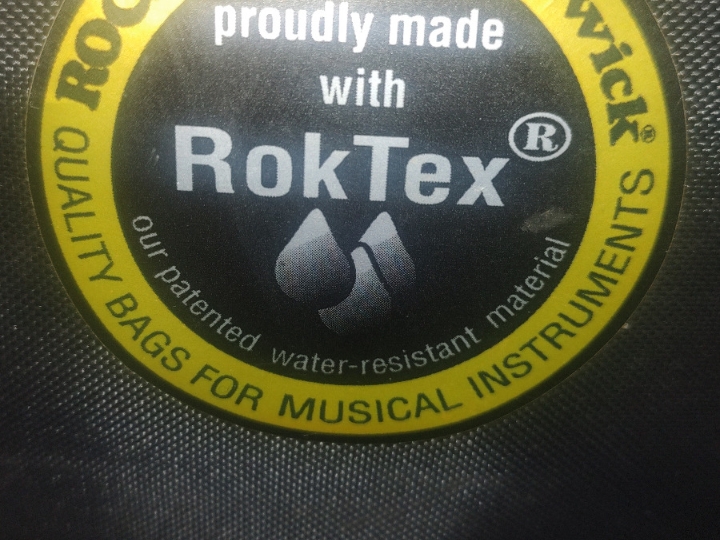 proudly made
with
RokTex®
our patented water-resistant material
QUALITY BAGS FOR MUSICAL INSTRUMENTS